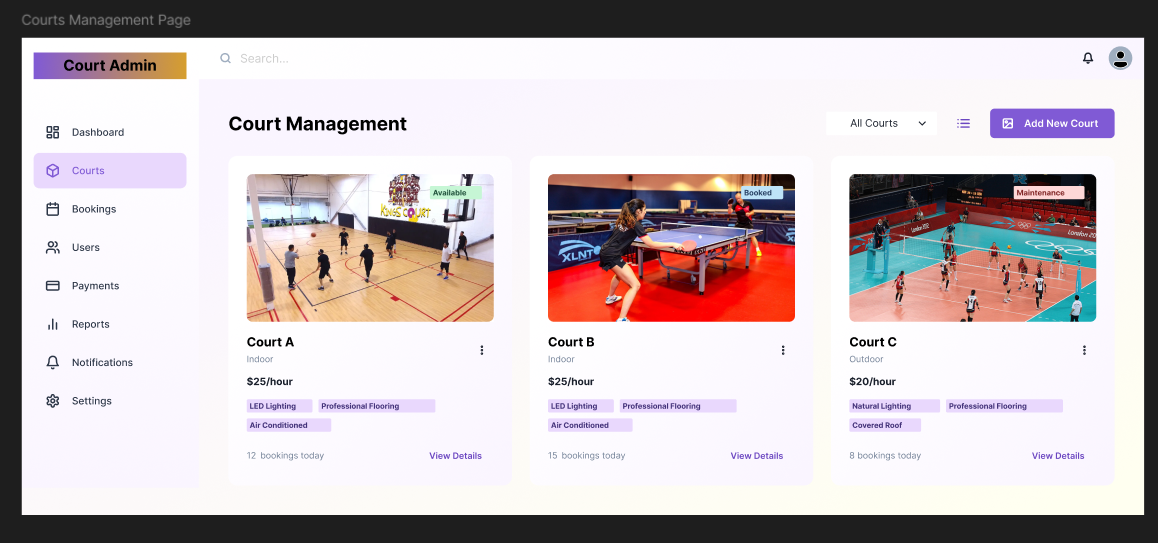 Courts Management Page
Court Admin
Search...
Dashboard
Courts
Bookings
Users
Payments
Reports
Notifications
Settings
Court Management
All Courts
Add New Court
Available
KINGS COURT
Court A
Indoor
$25/hour
LED Lighting
Professional Flooring
Air Conditioned
12 bookings today
View Details
Booked
XLNT
Court B
Indoor
$25/hour
LED Lighting
Professional Flooring
Air Conditioned
15 bookings today
View Details
Maintenance
London 2012
London 20
Court C
Outdoor
$20/hour
Natural Lighting
Professional Flooring
Covered Rof
8 bookings today
View Details